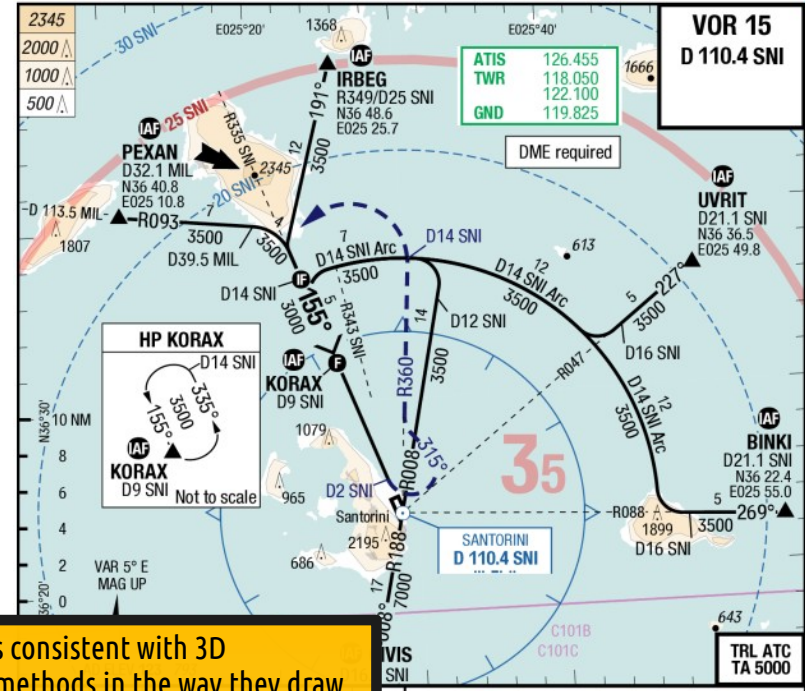 2345
2000
1000
500
30 SNI
E025°20'
1368
E025°40'
VOR 15
D 110.4 SNI
ATIS 126.455
TWR 118.050
122.100
GND 119.825
1666
DME required
IAF
IRBEG
R349/D25 SNI
N36 48.6
E025 25.7
191°
12
3500
25 SNI
R335 SNI
2345
20 SNI
IAF
PEXAN
D32.1 MIL
N36 40.8
E025 10.8
D 113.5 MIL
R093
7
3500
D39.5 MIL
1807
4
3500
IAF
UVRIT
D21.1 SNI
N36 36.5
E025 49.8
227°
5
3500
D16 SNI
613
D14 SNI
7
D14 SNI Arc
3500
12
D14 SNI Arc
3500
IF
D14 SNI
155°
5
3000
R343 SNI
14
3500
D12 SNI
R360
R047
12
D14 SNI Arc
3500
HP KORAX
D14 SNI
155°
3500
335°
IAF
KORAX
D9 SNI
Not to scale
IAF
KORAX
D9 SNI
F
N36°30'
10 NM
8
6
4
2
0
36°20'
1079
965
D2 SNI
315°
R008
Santorini
2195
686
R188
17
7000
008°
35
SANTORINI
D 110.4 SNI
IAF
BINKI
D21.1 SNI
N36 22.4
E025 55.0
R088
5
269°
3500
1899
D16 SNI
VAR 5° E
MAG UP
IVIS
SNI
C101B
C101C
643
TRL ATC
TA 5000
s consistent with 3D
methods in the way they draw